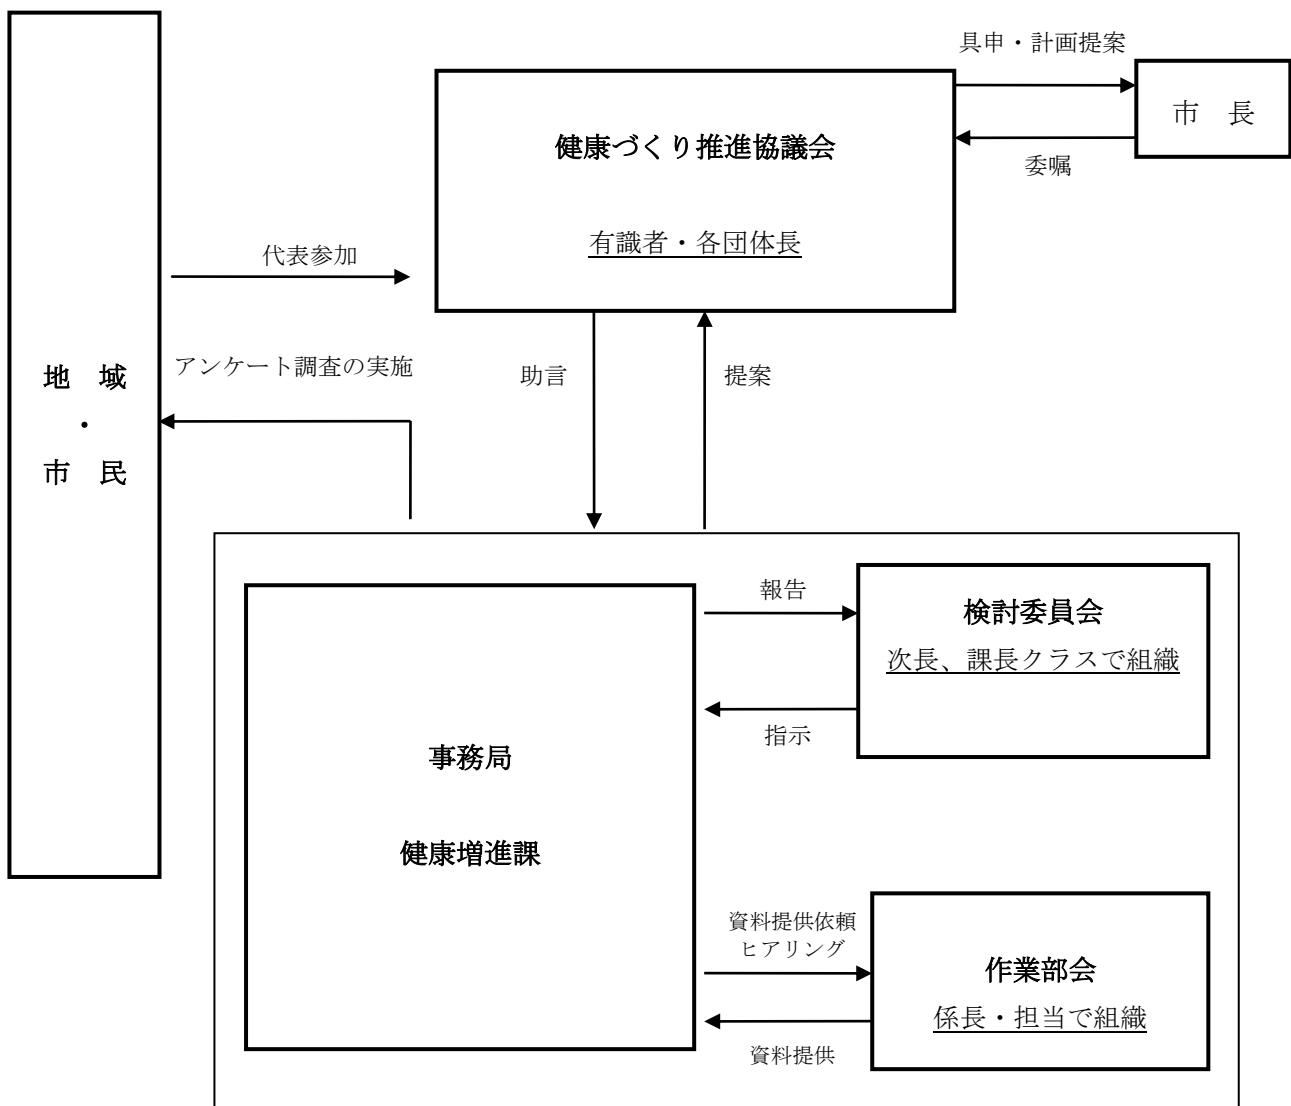 具申・計画提案
市　長
委嘱
健康づくり推進協議会
有識者・各団体長
代表参加
アンケート調査の実施
地　域
・
市　民
助言
提案
事務局
健康増進課
報告
指示
検討委員会
次長、課長クラスで組織
資料提供依頼
ヒアリング
資料提供
作業部会
係長・担当で組織